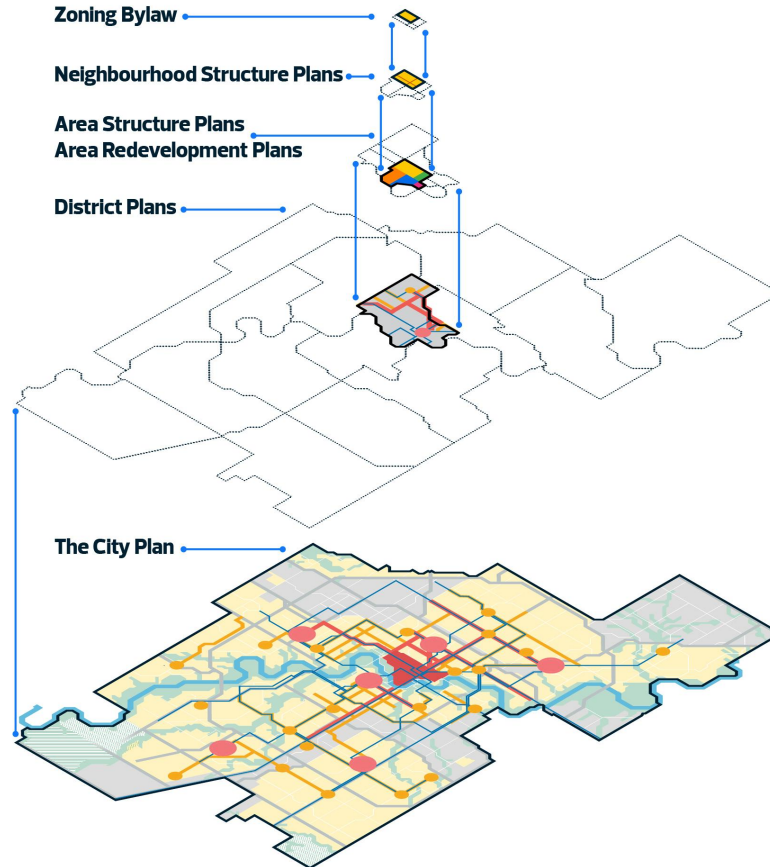 Zoning Bylaw
Neighbourhood Structure Plans
Area Structure Plans
Area Redevelopment Plans
District Plans
The City Plan